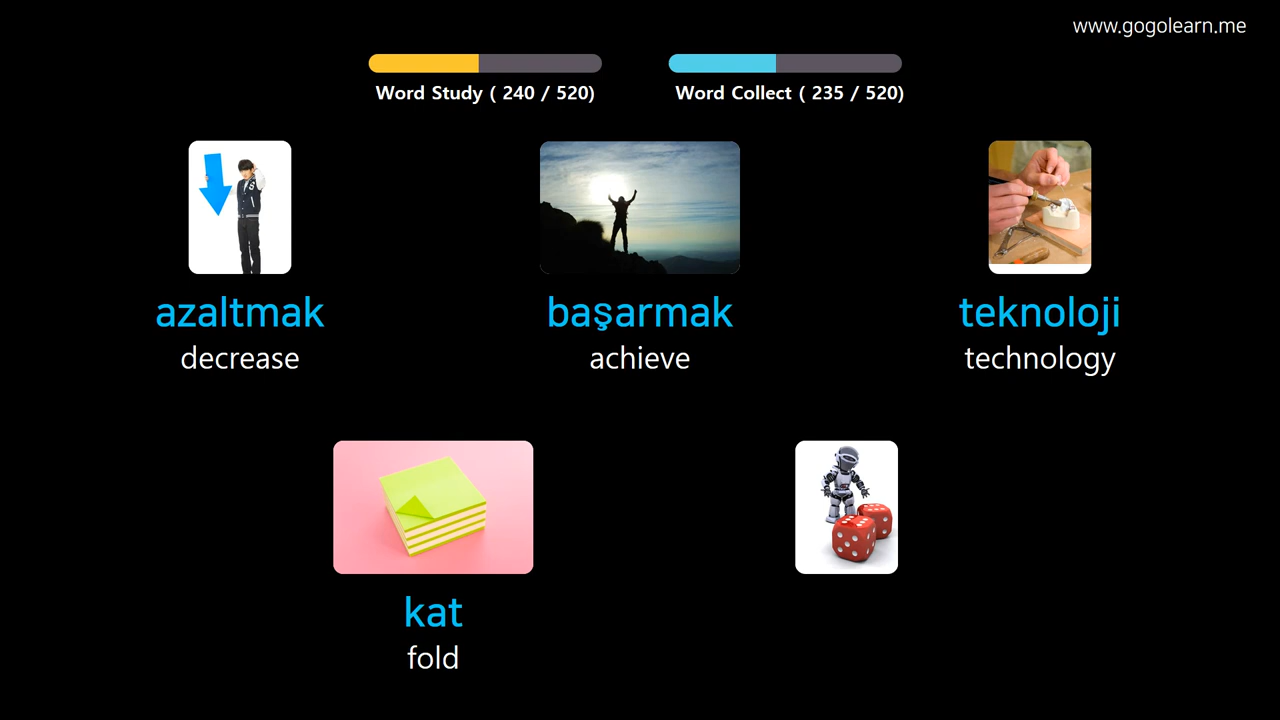 www.gogolearn.me
Word Study ( 240 / 520)
Word Collect ( 235 / 520)
azaltmak
decrease
başarmak
achieve
teknoloji
technology
kat
fold